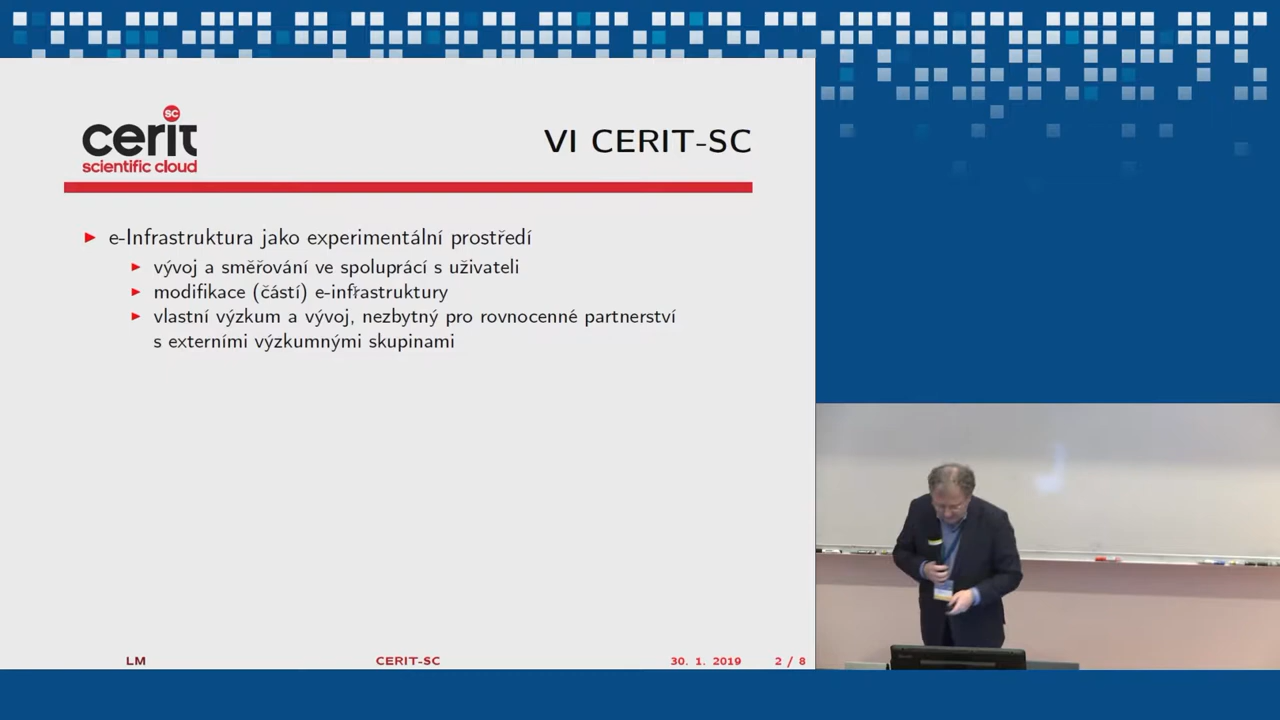 sc
cerit
scientific cloud
VI CERIT-SC
e-Infrastruktura jako experimentální prostředí
vývoj a směřování ve spolupráci s uživateli
modifikace (částí) e-infrastruktury
vlastní výzkum a vývoj, nezbytný pro rovnocenné partnerství
s externími výzkumnými skupinami
LM
CERIT-SC
30. 1. 2019
2 / 8